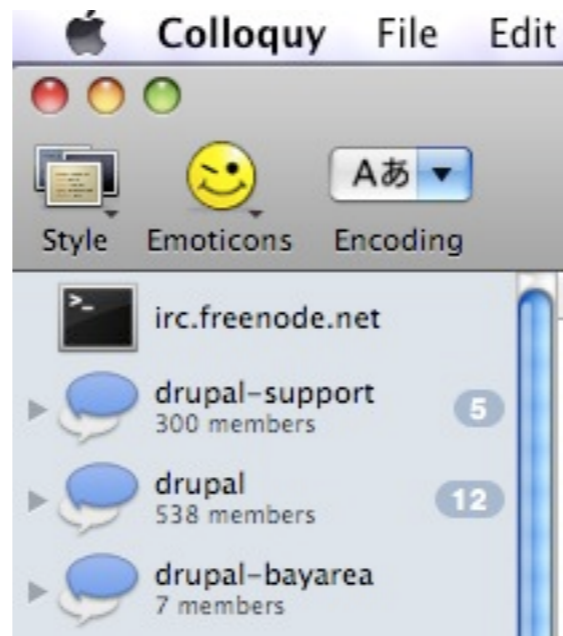 Colloquy File Edit
Aあ
Style Emoticons Encoding
>_
irc.freenode.net
drupal-support
300 members
5
drupal
538 members
12
drupal-bayarea
7 members